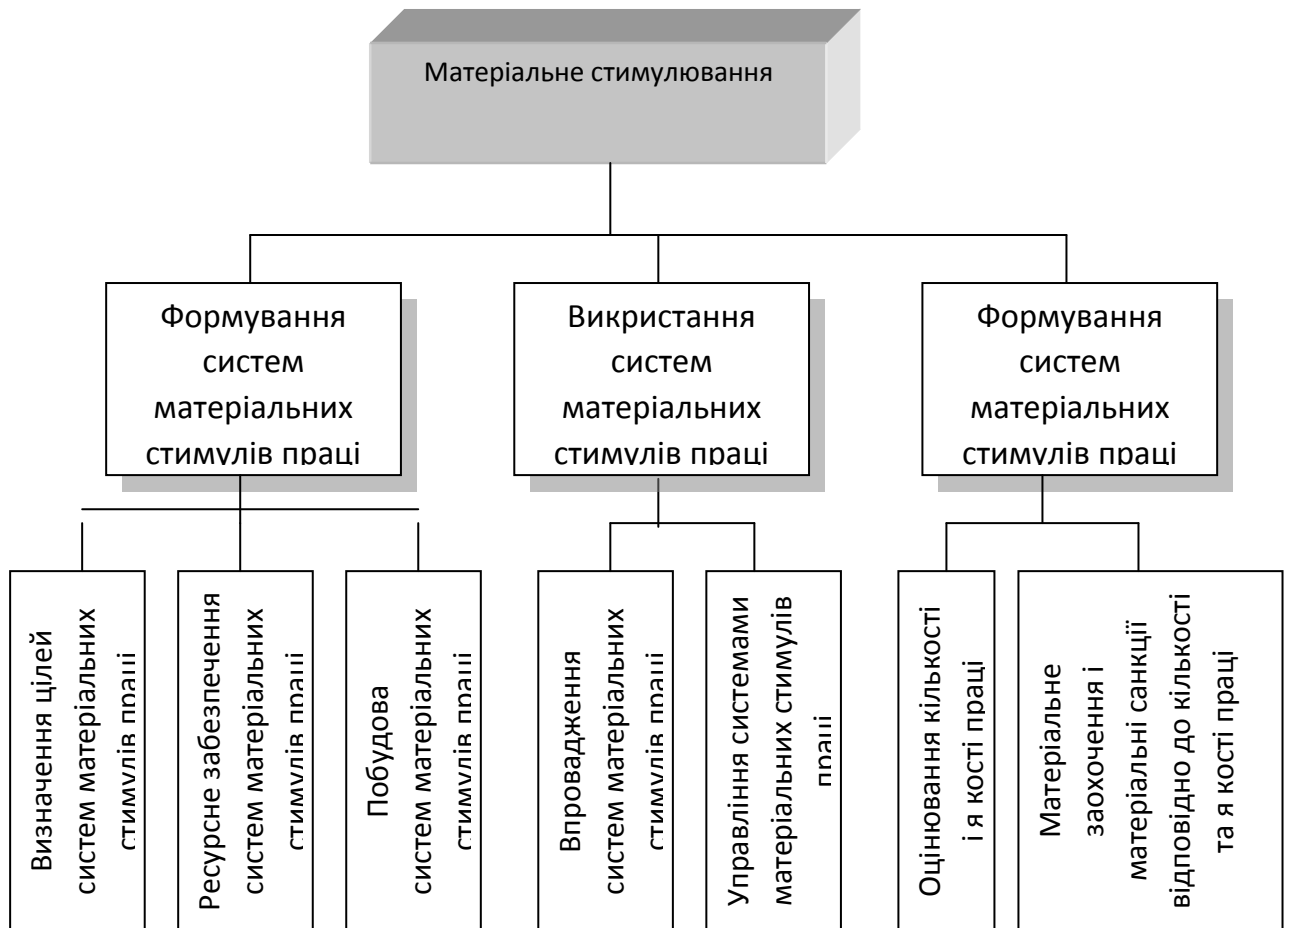 Матеріальне стимулювання
Формування
систем
матеріальних
стимулів праці
Викристання
систем
матеріальних
стимулів праці
Формування
систем
матеріальних
стимулів праці
Визначення цілей
систем матеріальних
стимулів праці
Ресурсне забезпечення
систем матеріальних
стимулів праці
Побудова
систем матеріальних
стимулів праці
Впровадження
систем матеріальних
стимулів праці
Управління системами
матеріальних стимулів
праці
Оцінювання кількості
і я кості праці
Матеріальне
заохочення і
матеріальні санкції
відповідно до кількості
та я кості праці